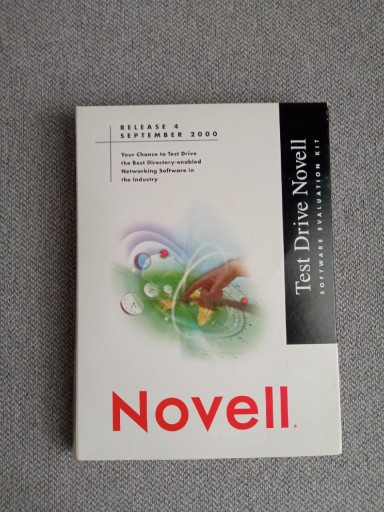 RELEASE 4
SEPTEMBER 2000
Your Chance to Test Drive
the Best Directory-enabled
Networking Software in
the Industry
Test Drive Novell
SOFTWARE EVALUATION KIT
Novell.